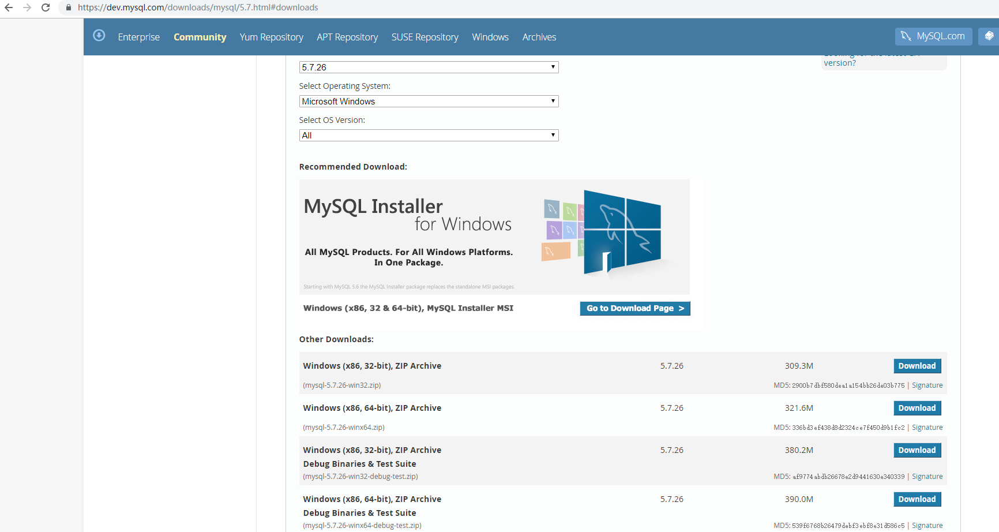 https://dev.mysql.com/downloads/mysql/5.7.html#downloads
Enterprise Community Yum Repository APT Repository SUSE Repository Windows Archives MySQL.com
Looking for the latest GA
version?
5.7.26
Select Operating System:
Microsoft Windows
Select OS Version:
All
Recommended Download:
MySQL Installer
for Windows
All MySQL Products. For All Windows Platforms.
In One Package.
Starting with MySQL 5.6 the MySQL Installer package replaces the standalone MSI packages.
Windows (x86, 32 & 64-bit), MySQL Installer MSI Go to Download Page >
Other Downloads:
Windows (x86, 32-bit), ZIP Archive 5.7.26 309.3M Download
(mysql-5.7.26-win32.zip) MD5: 2900b7dbf580dea1a154bb26de03b775 | Signature
Windows (x86, 64-bit), ZIP Archive 5.7.26 321.6M Download
(mysql-5.7.26-winx64.zip) MD5: 336bd3ef438d8d2324ce7f450d9b1fc2 | Signature
Windows (x86, 32-bit), ZIP Archive 5.7.26 380.2M Download
Debug Binaries & Test Suite
(mysql-5.7.26-win32-debug-test.zip) MD5: af9774abdb26678e2d9441630e340339 | Signature
Windows (x86, 64-bit), ZIP Archive 5.7.26 390.0M Download
Debug Binaries & Test Suite
(mysql-5.7.26-winx64-debug-test.zip) MD5: 539f6768b26479debf3ebf8e31d586c5 | Signature